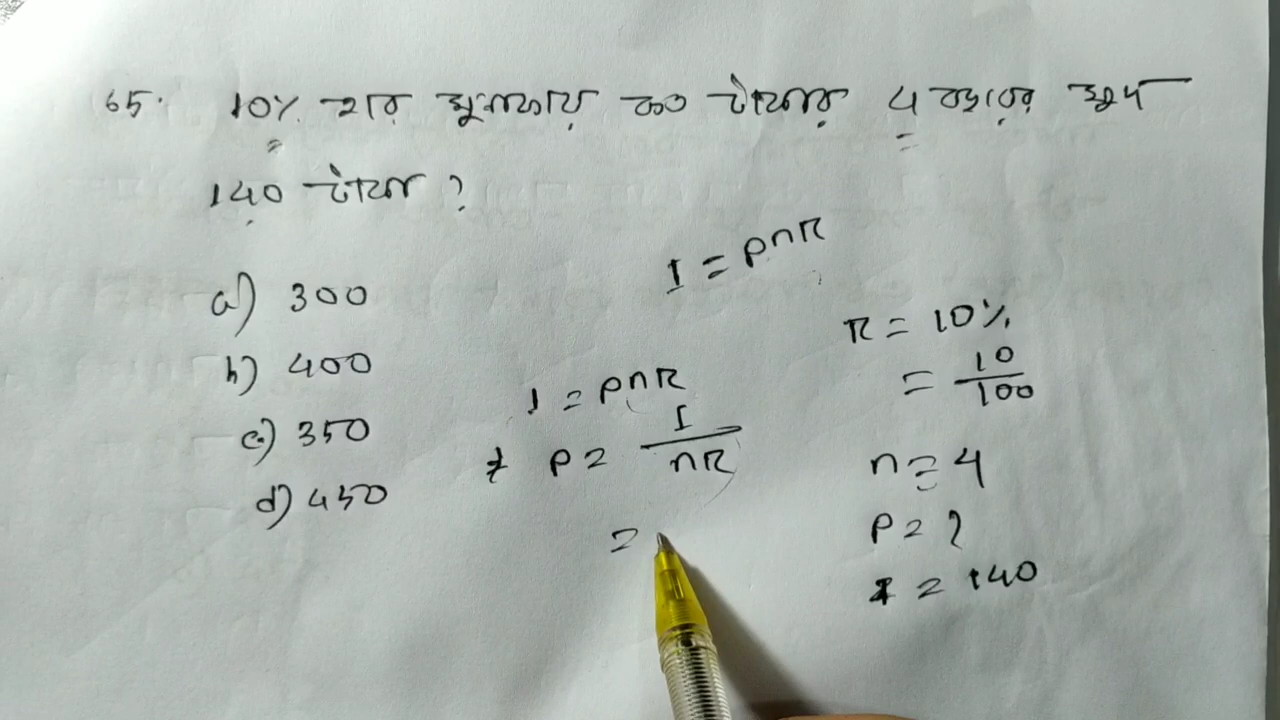 65. 10% হার মুনাফায় কত টাকার 4 বছরের সুদ
140 টাকা ?
a) 300
b) 400
c) 350
d) 450
I = pnr
I = pnr
P = I/nr
=
r = 10%
= 10/100
n = 4
P = ?
I = 140